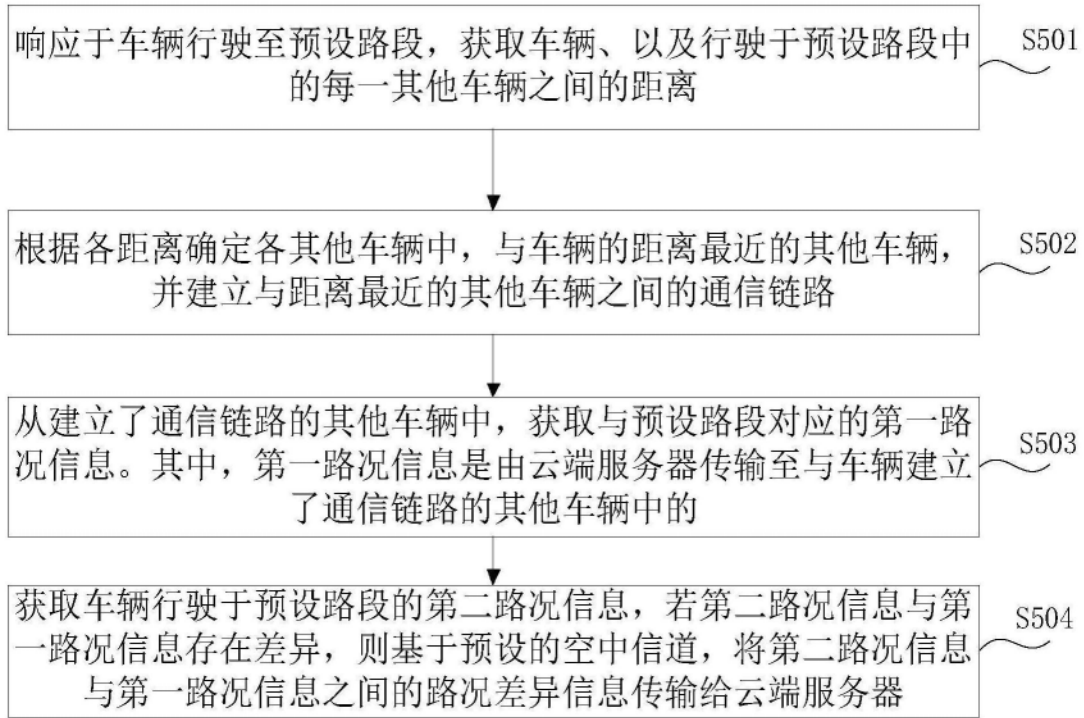 响应于车辆行驶至预设路段，获取车辆、以及行驶于预设路段中
的每一其他车辆之间的距离
S501
根据各距离确定各其他车辆中，与车辆的距离最近的其他车辆，
并建立与距离最近的其他车辆之间的通信链路
S502
从建立了通信链路的其他车辆中，获取与预设路段对应的第一路
况信息。其中，第一路况信息是由云端服务器传输至与车辆建立
了通信链路的其他车辆中的
S503
获取车辆行驶于预设路段的第二路况信息，若第二路况信息与第
一路况信息存在差异，则基于预设的空中信道，将第二路况信息
与第一路况信息之间的路况差异信息传输给云端服务器
S504